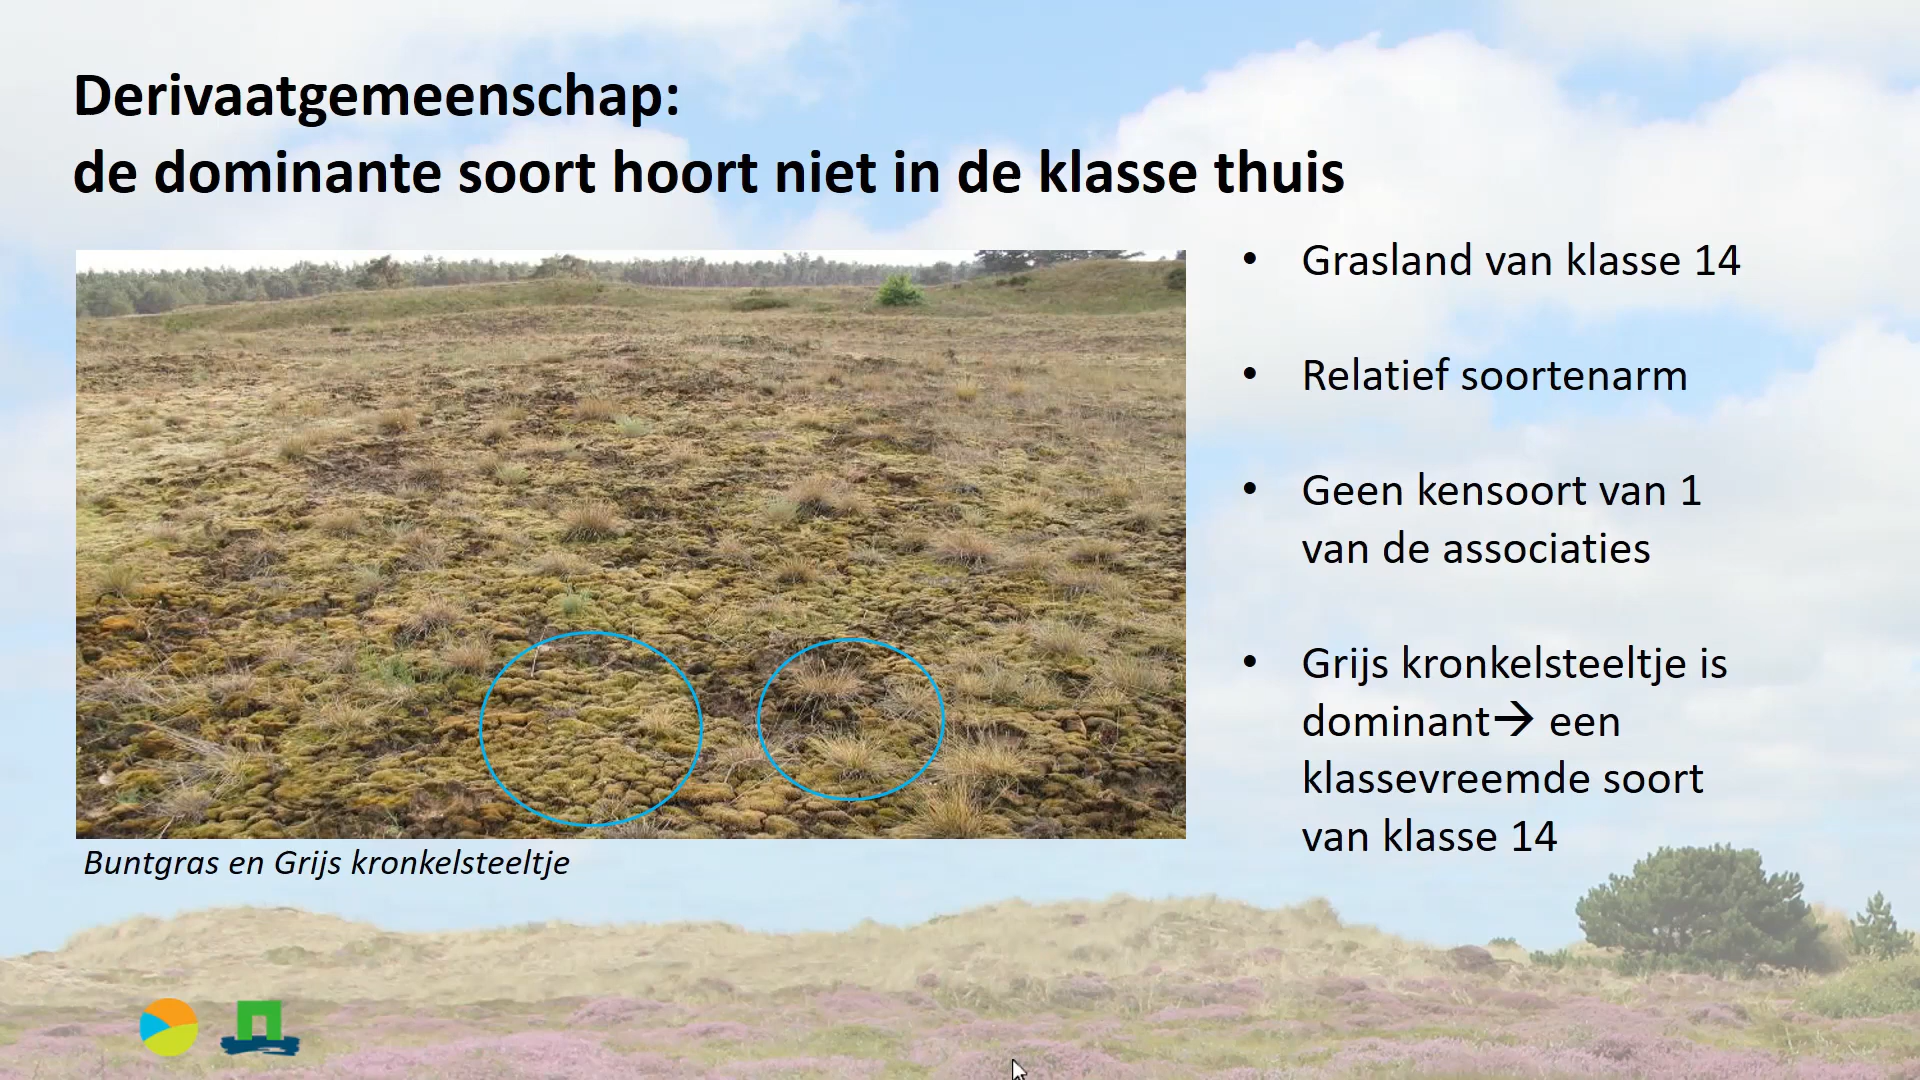 Derivaatgemeenschap:
de dominante soort hoort niet in de klasse thuis
• Grasland van klasse 14
• Relatief soortenarm
• Geen kensoort van 1
van de associaties
• Grijs kronkelsteeltje is
dominant→ een
klassevreemde soort
van klasse 14
Buntgras en Grijs kronkelsteeltje